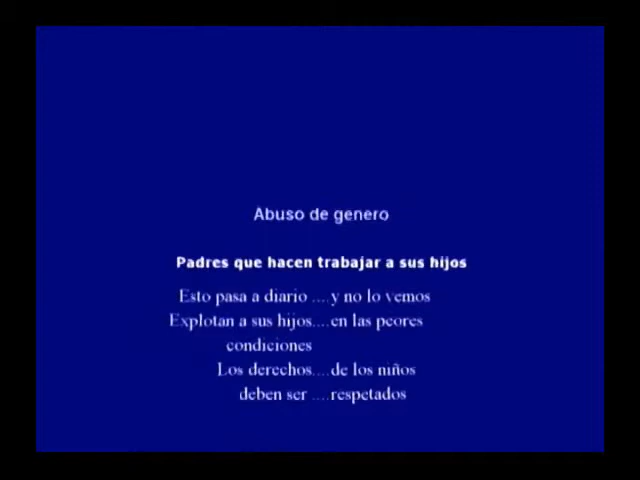 Abuso de genero
Padres que hacen trabajar a sus hijos
Esto pasa a diario ....y no lo vemos
Explotan a sus hijos....en las peores
condiciones
Los derechos....de los niños
deben ser ....respetados